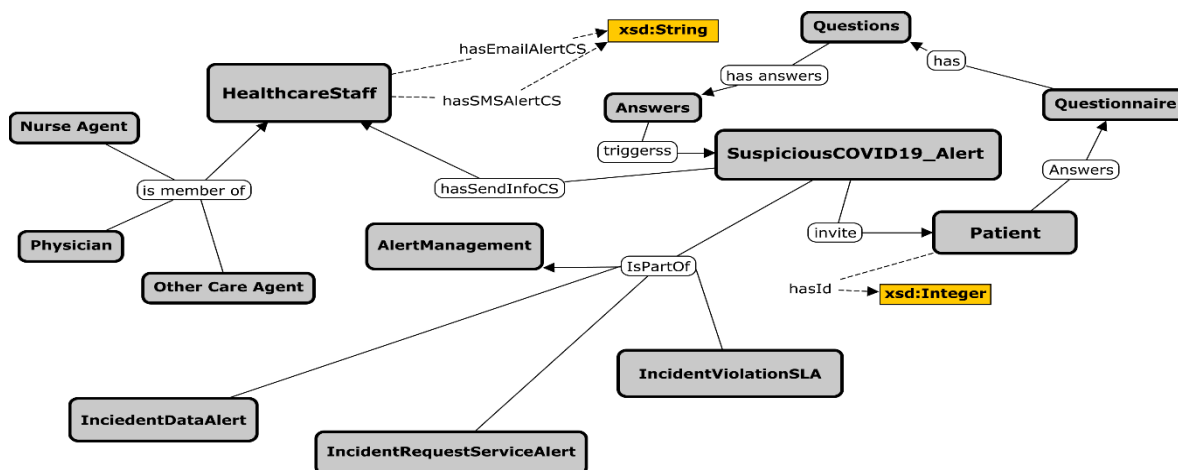 xsd:String
Questions
hasEmailAlertCS
has
has answers
HealthcareStaff
hasSMSAlertCS
Answers
Questionnaire
Nurse Agent
triggerss
SuspiciousCOVID19_Alert
Answers
is member of
hasSendInfoCS
Physician
AlertManagement
invite
Patient
IsPartOf
Other Care Agent
hasId
xsd:Integer
IncidentViolationSLA
InciedentDataAlert
IncidentRequestServiceAlert